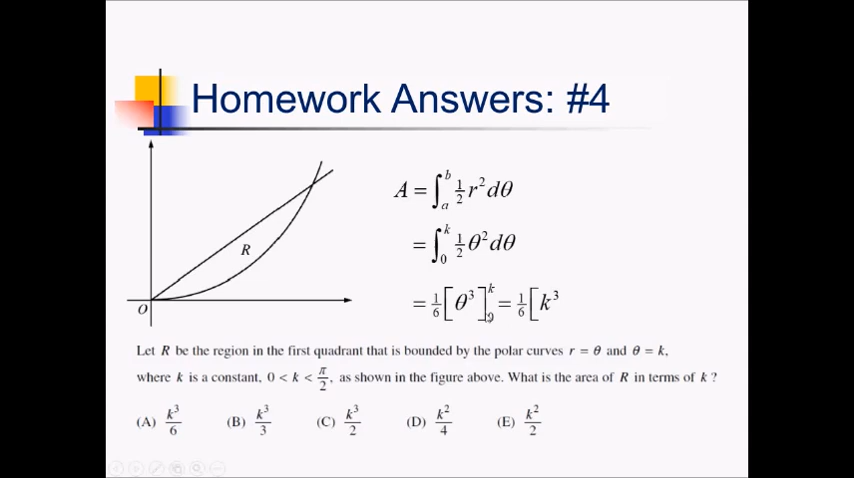 Homework Answers: #4
A = ∫_a^b ½ r² dθ
= ∫_0^k ½ θ² dθ
= ⅙ [θ³]_0^k = ⅙ [k³
R
O
Let R be the region in the first quadrant that is bounded by the polar curves r = θ and θ = k,
where k is a constant, 0 < k < π/2, as shown in the figure above. What is the area of R in terms of k ?
(A) k³/6 (B) k³/3 (C) k³/2 (D) k²/4 (E) k²/2